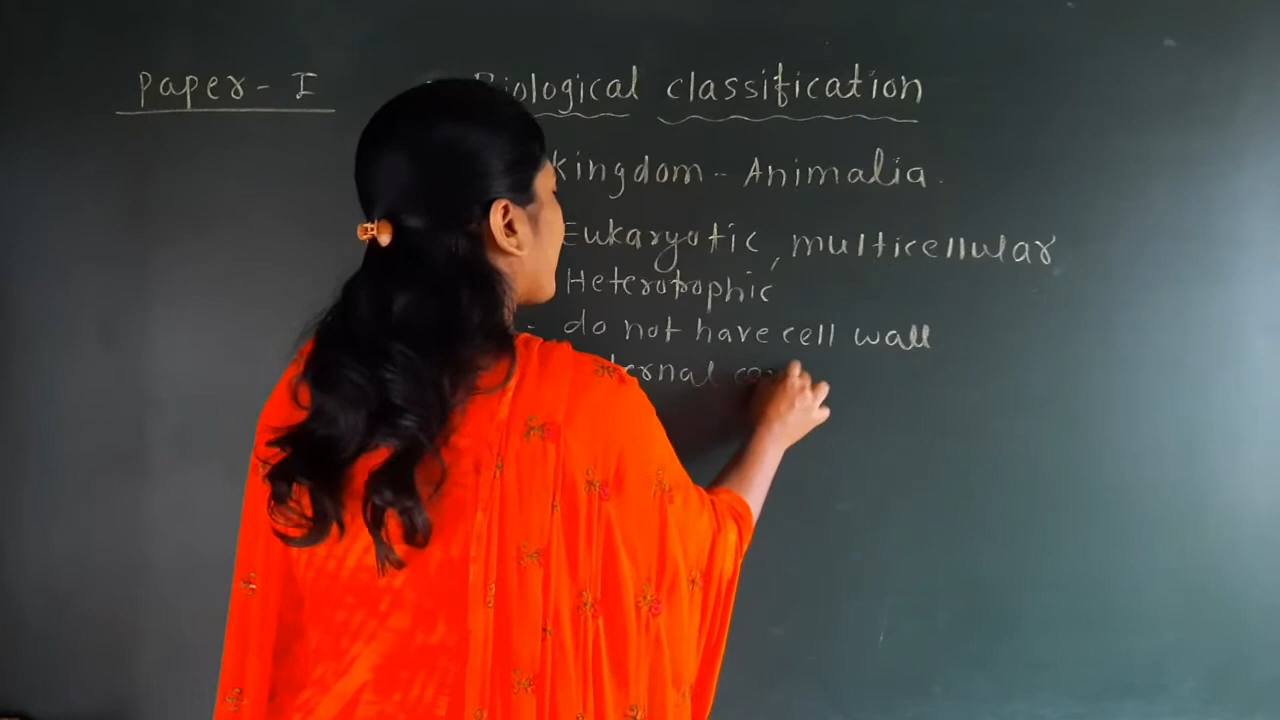 Paper - I
Biological classification
kingdom - Animalia.
Eukaryotic, multicellular
Heterotrophic
- do not have cell wall